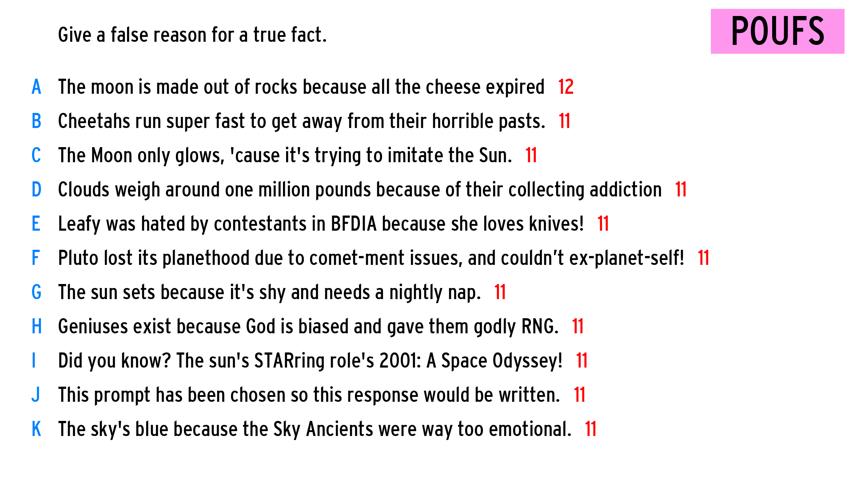 Give a false reason for a true fact.
POUFS
A The moon is made out of rocks because all the cheese expired 12
B Cheetahs run super fast to get away from their horrible pasts. 11
C The Moon only glows, 'cause it's trying to imitate the Sun. 11
D Clouds weigh around one million pounds because of their collecting addiction 11
E Leafy was hated by contestants in BFDIA because she loves knives! 11
F Pluto lost its planethood due to comet-ment issues, and couldn’t ex-planet-self! 11
G The sun sets because it's shy and needs a nightly nap. 11
H Geniuses exist because God is biased and gave them godly RNG. 11
I Did you know? The sun's STARring role's 2001: A Space Odyssey! 11
J This prompt has been chosen so this response would be written. 11
K The sky's blue because the Sky Ancients were way too emotional. 11